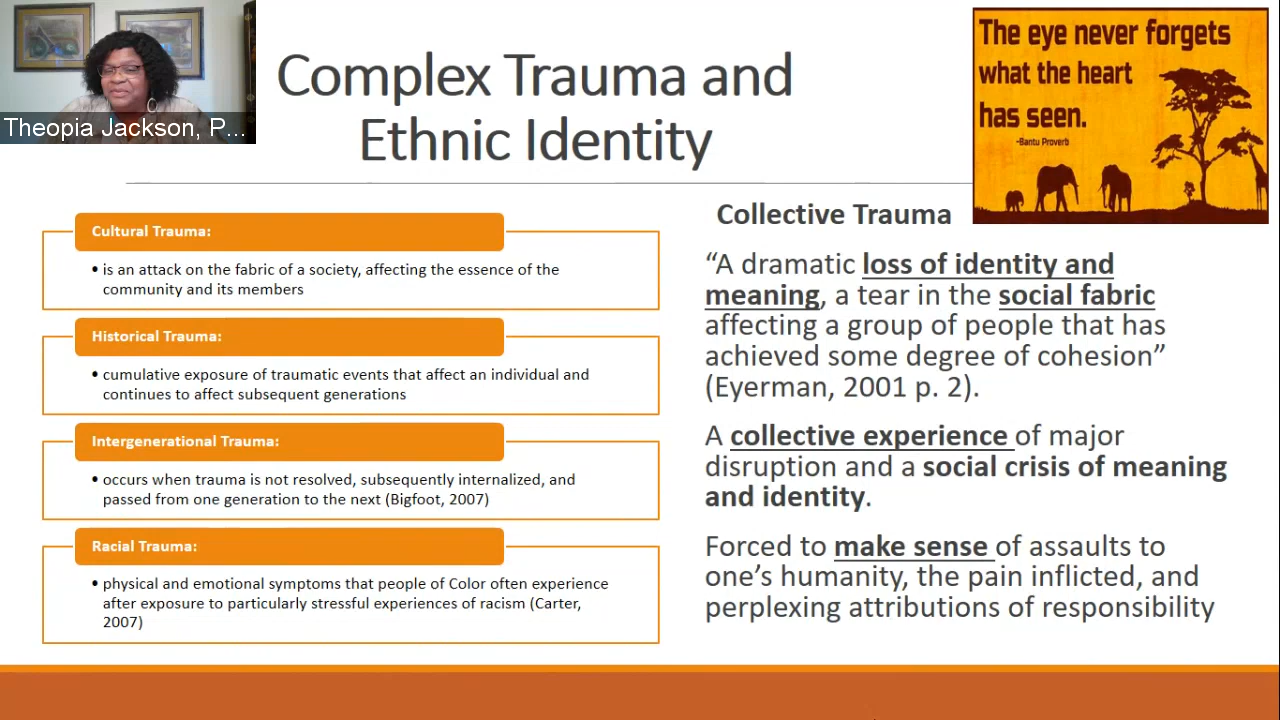 Theopia Jackson, P...
Complex Trauma and
Ethnic Identity
The eye never forgets
what the heart
has seen.
-Bantu Proverb
Cultural Trauma:
• is an attack on the fabric of a society, affecting the essence of the
community and its members
Historical Trauma:
• cumulative exposure of traumatic events that affect an individual and
continues to affect subsequent generations
Intergenerational Trauma:
• occurs when trauma is not resolved, subsequently internalized, and
passed from one generation to the next (Bigfoot, 2007)
Racial Trauma:
• physical and emotional symptoms that people of Color often experience
after exposure to particularly stressful experiences of racism (Carter,
2007)
Collective Trauma
“A dramatic loss of identity and
meaning, a tear in the social fabric
affecting a group of people that has
achieved some degree of cohesion”
(Eyerman, 2001 p. 2).
A collective experience of major
disruption and a social crisis of meaning
and identity.
Forced to make sense of assaults to
one’s humanity, the pain inflicted, and
perplexing attributions of responsibility